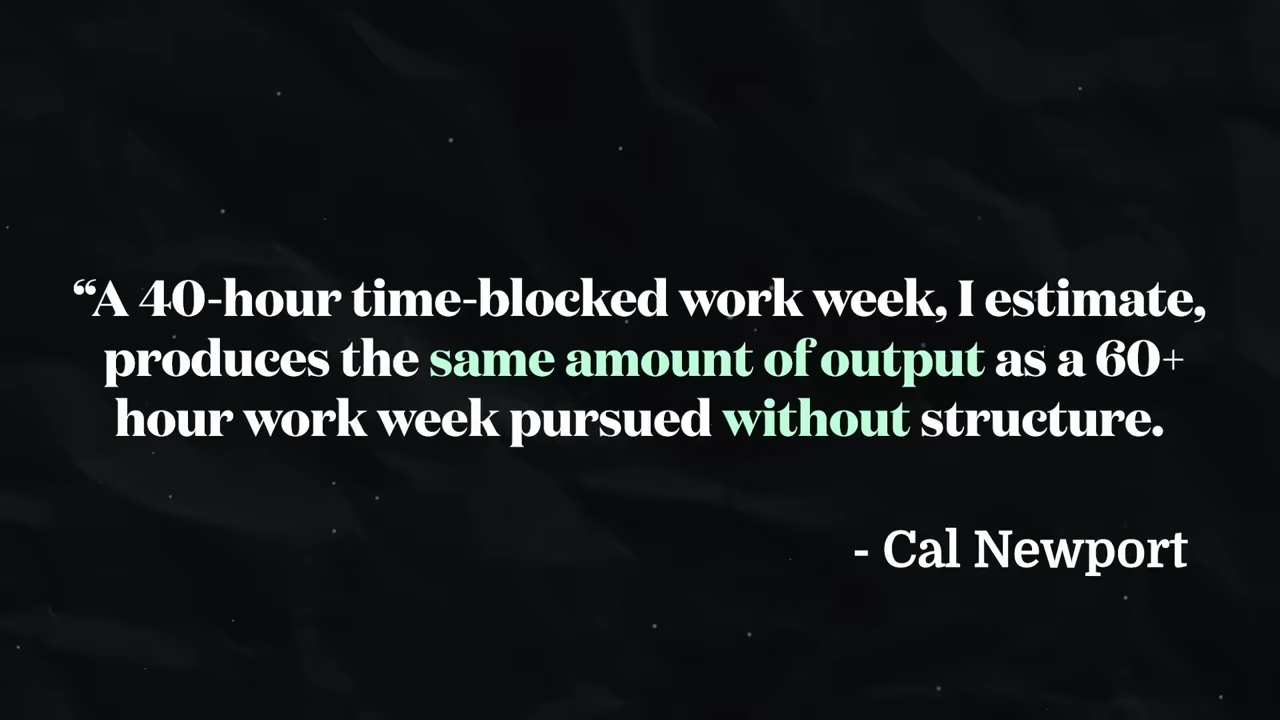 “A 40-hour time-blocked work week, I estimate,
produces the same amount of output as a 60+
hour work week pursued without structure.
- Cal Newport